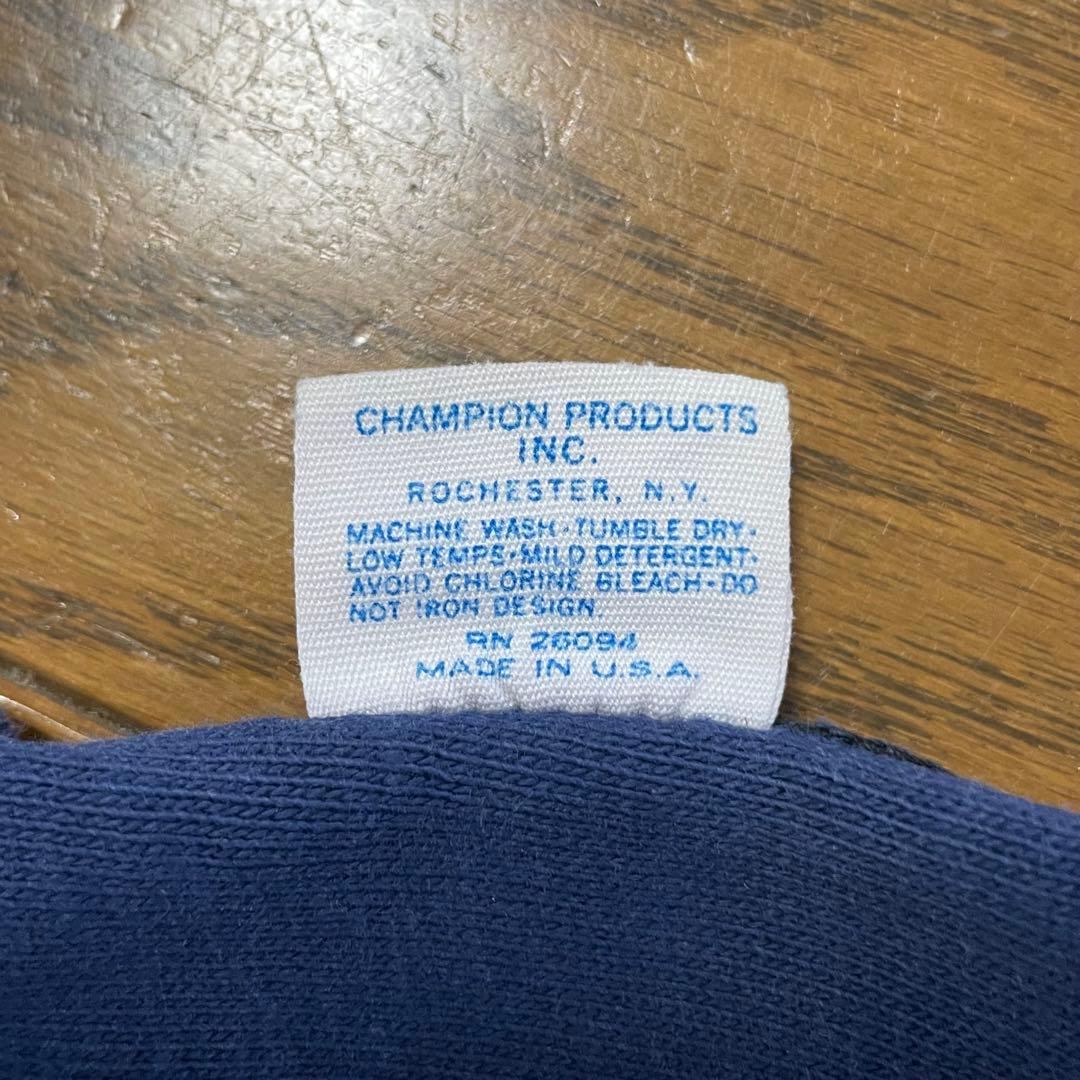 CHAMPION PRODUCTS
INC.
ROCHESTER, N.Y.
MACHINE WASH·TUMBLE DRY·
LOW TEMPS·MILD DETERGENT·
AVOID CHLORINE BLEACH·DO
NOT IRON DESIGN.
RN 26094
MADE IN U.S.A.